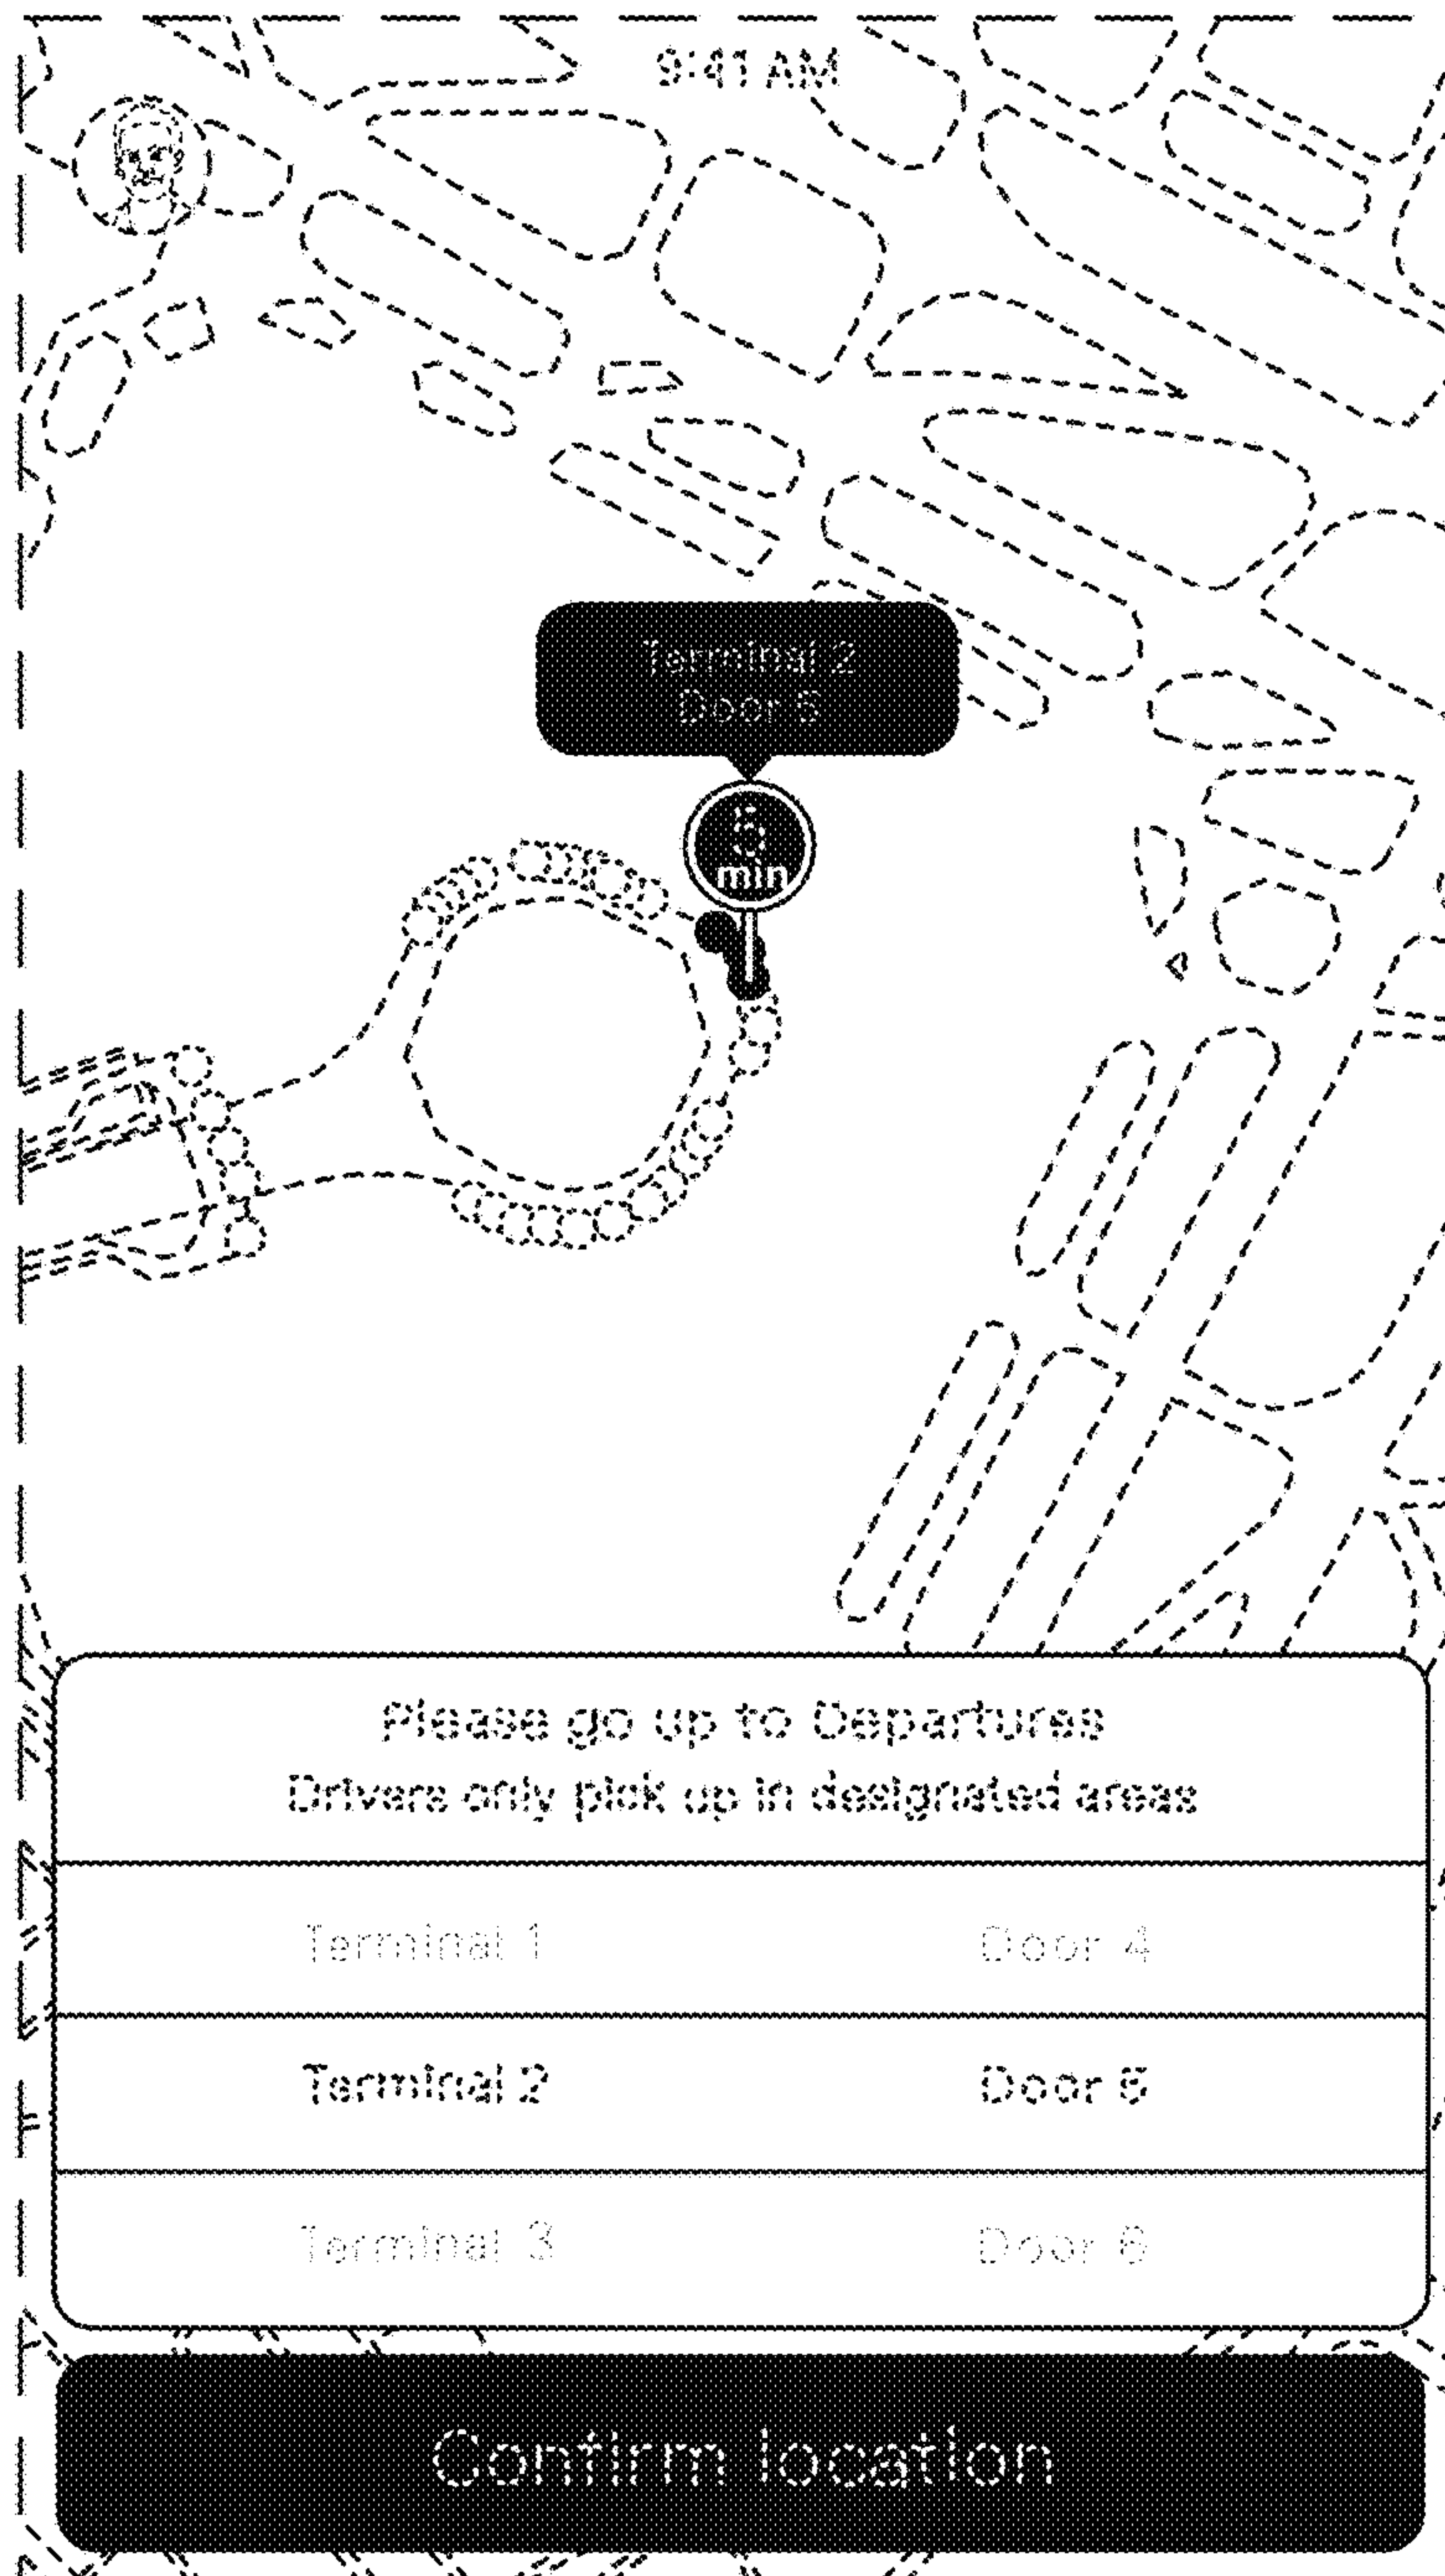 9:41 AM
Terminal 2
Door 5
5
min
Please go up to Departures
Drivers only pick up in designated areas
Terminal 1 Door 4
Terminal 2 Door 5
Terminal 3 Door 6
Confirm location